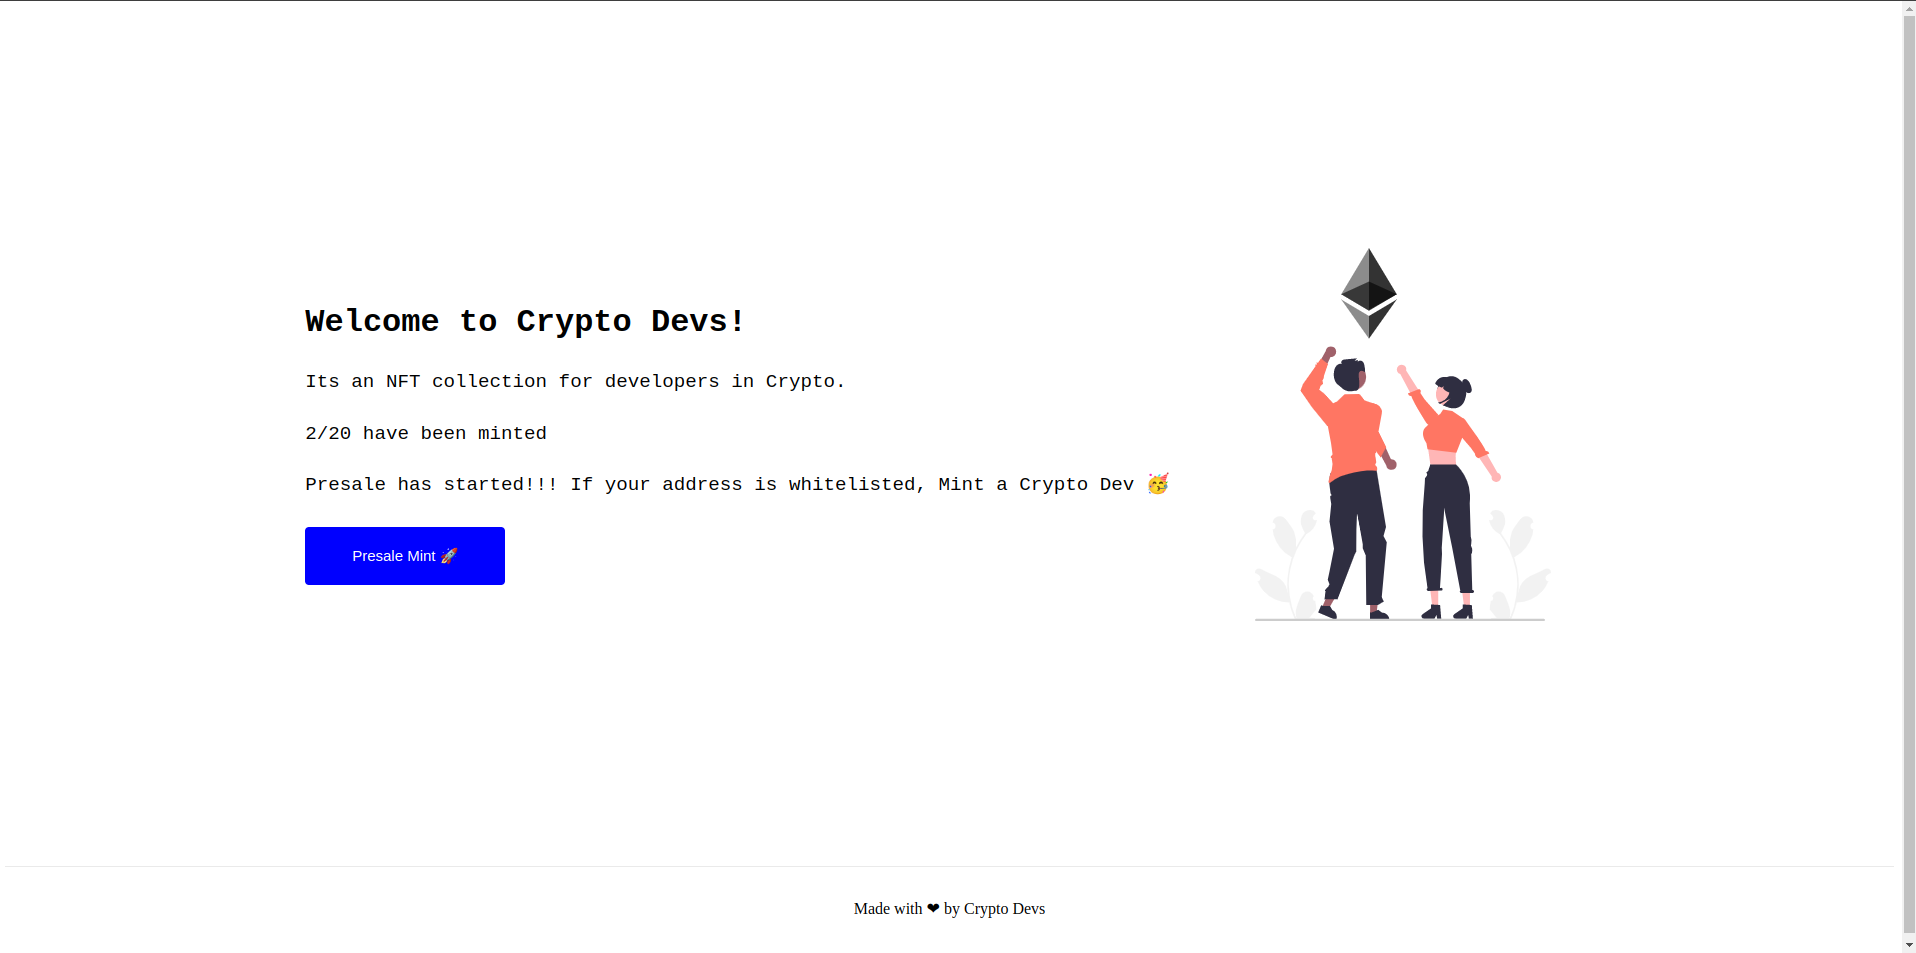 Welcome to Crypto Devs!
Its an NFT collection for developers in Crypto.
2/20 have been minted
Presale has started!!! If your address is whitelisted, Mint a Crypto Dev 🥳
Presale Mint 🚀
Made with ❤ by Crypto Devs